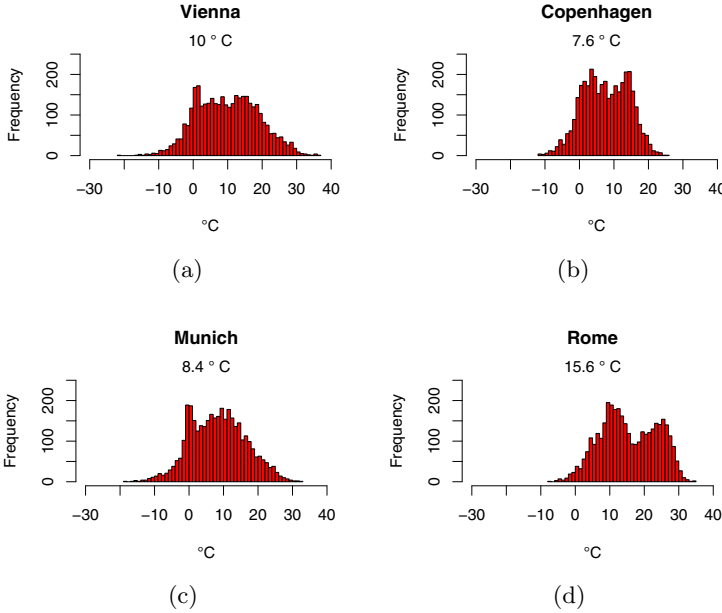 Vienna
10 ° C
Frequency
0 100 200
−30 −10 0 10 20 30 40
°C
(a)
Copenhagen
7.6 ° C
Frequency
0 100 200
−30 −10 0 10 20 30 40
°C
(b)
Munich
8.4 ° C
Frequency
0 100 200
−30 −10 0 10 20 30 40
°C
(c)
Rome
15.6 ° C
Frequency
0 100 200
−30 −10 0 10 20 30 40
°C
(d)